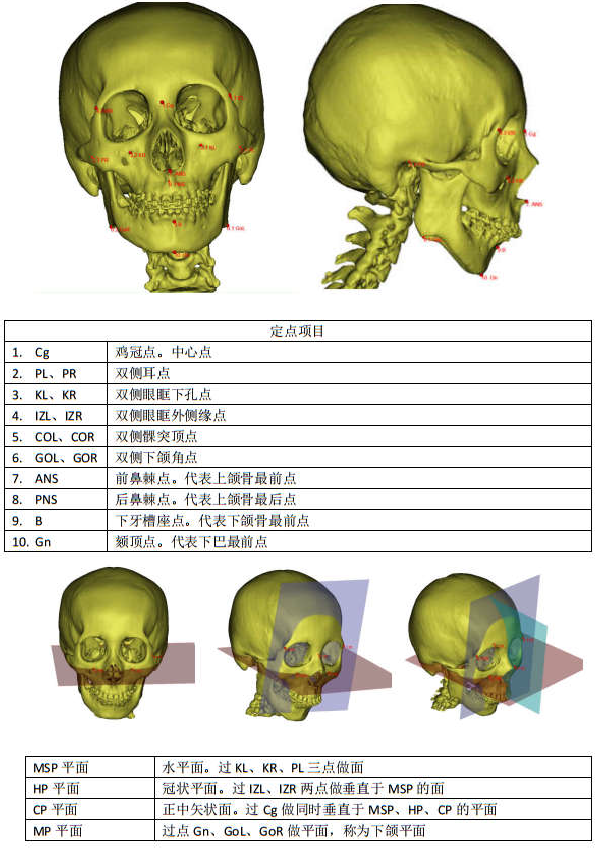 Cg
ANS
定点项目
1. Cg 鸡冠点。中心点
2. PL、PR 双侧耳点
3. KL、KR 双侧眼眶下孔点
4. IZL、IZR 双侧眼眶外侧缘点
5. COL、COR 双侧髁突顶点
6. GOL、GOR 双侧下颌角点
7. ANS 前鼻棘点。代表上颌骨最前点
8. PNS 后鼻棘点。代表上颌骨最后点
9. B 下牙槽座点。代表下颌骨最前点
10. Gn 颏顶点。代表下巴最前点
MSP 平面 水平面。过 KL、KR、PL 三点做面
HP 平面 冠状平面。过 IZL、IZR 两点做垂直于 MSP 的面
CP 平面 正中矢状面。过 Cg 做同时垂直于 MSP、HP、CP 的平面
MP 平面 过点 Gn、GoL、GoR 做平面，称为下颌平面